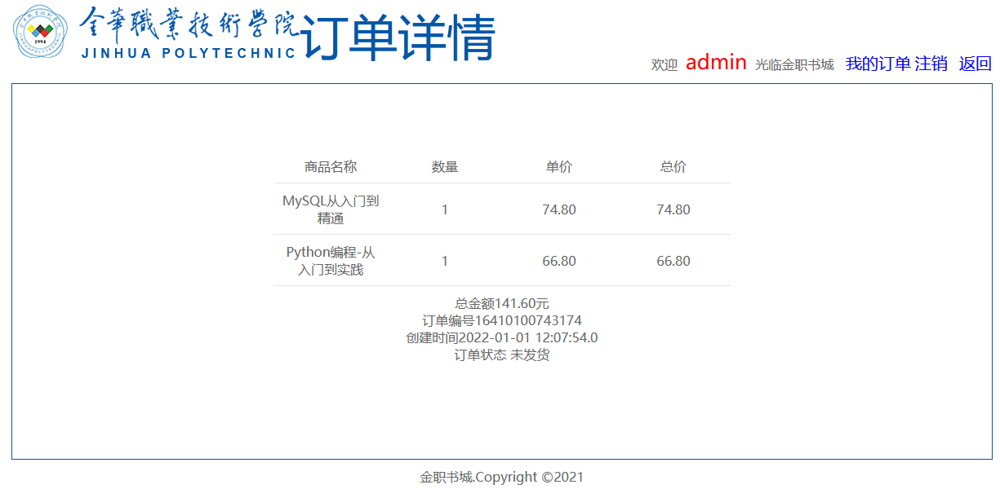 金華職業技術學院
JINHUA POLYTECHNIC
1994
订单详情
欢迎 admin 光临金职书城 我的订单 注销 返回
商品名称 数量 单价 总价
MySQL从入门到
精通 1 74.80 74.80
Python编程-从
入门到实践 1 66.80 66.80
总金额141.60元
订单编号16410100743174
创建时间2022-01-01 12:07:54.0
订单状态 未发货
金职书城.Copyright ©2021